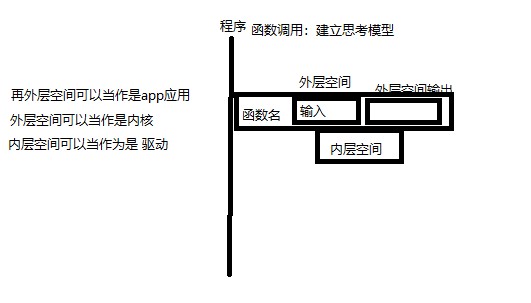 程序
函数调用：建立思考模型
外层空间
外层空间输出
再外层空间可以当作是app应用
函数名
输入
外层空间可以当作是内核
内层空间可以当作为是 驱动
内层空间